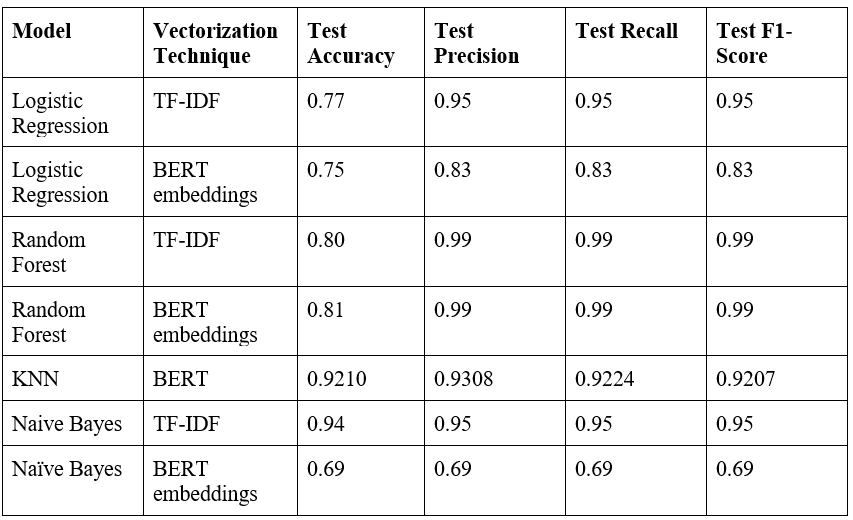 Model Vectorization Technique Test Accuracy Test Precision Test Recall Test F1-Score
Logistic Regression TF-IDF 0.77 0.95 0.95 0.95
Logistic Regression BERT embeddings 0.75 0.83 0.83 0.83
Random Forest TF-IDF 0.80 0.99 0.99 0.99
Random Forest BERT embeddings 0.81 0.99 0.99 0.99
KNN BERT 0.9210 0.9308 0.9224 0.9207
Naive Bayes TF-IDF 0.94 0.95 0.95 0.95
Naïve Bayes BERT embeddings 0.69 0.69 0.69 0.69